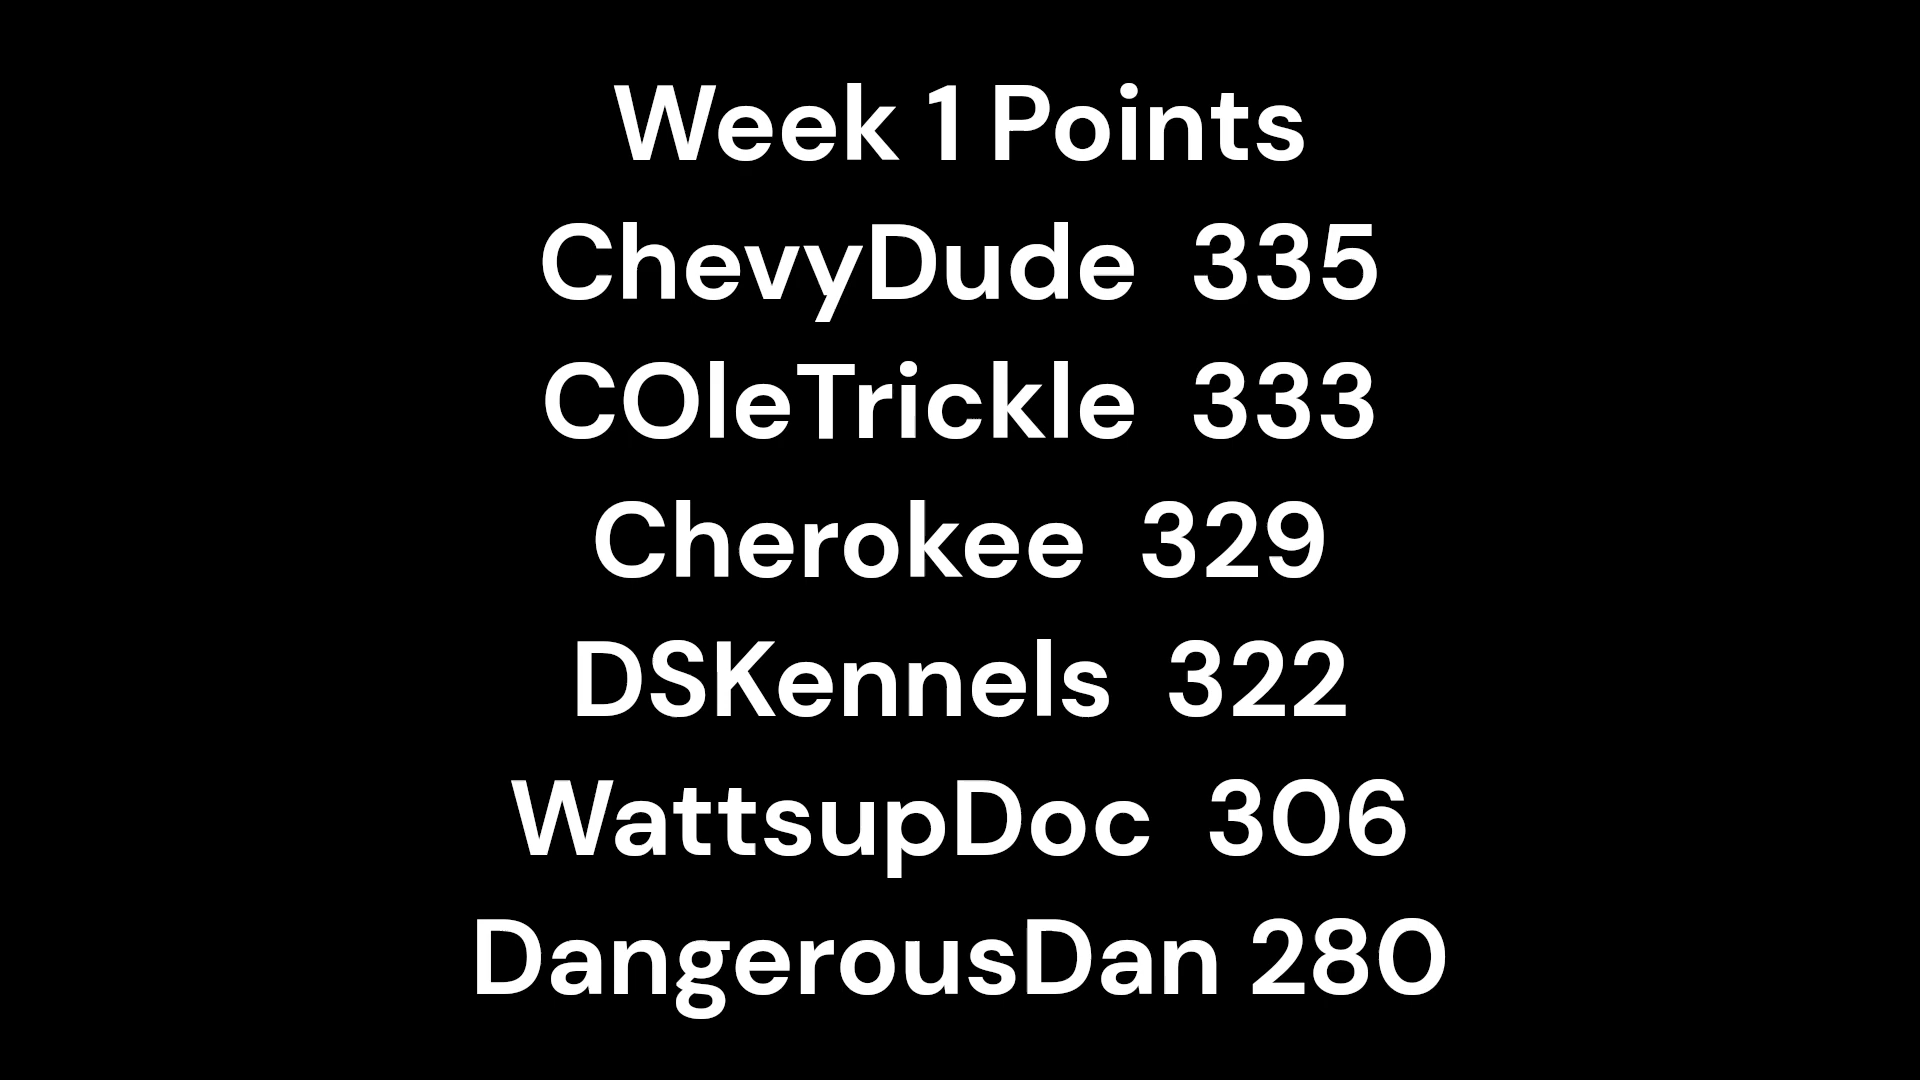 Week 1 Points
ChevyDude  335
COleTrickle  333
Cherokee  329
DSKennels  322
WattsupDoc  306
DangerousDan 280